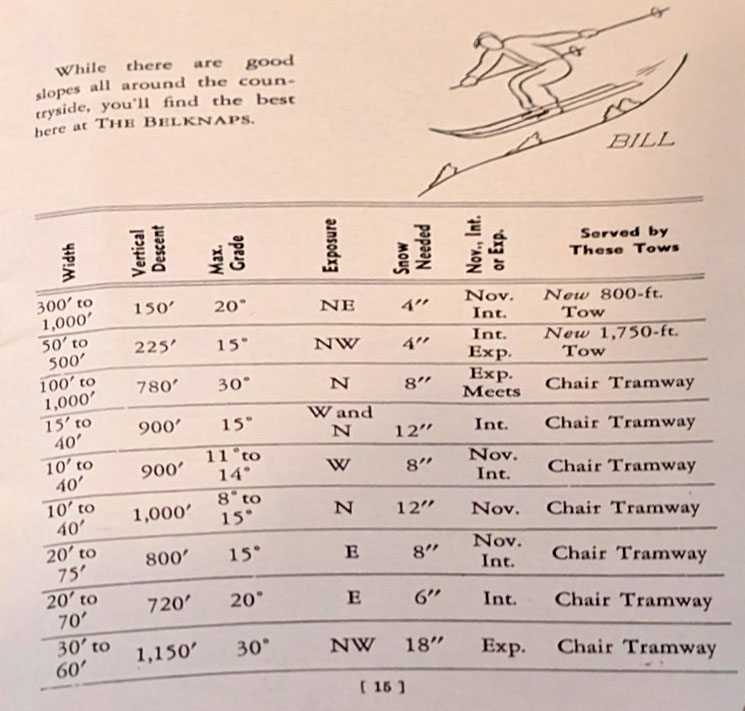 While there are good
slopes all around the coun-
tryside, you'll find the best
here at THE BELKNAPS.
BILL
Width Vertical Descent Max. Grade Exposure Snow Needed Nov., Int. or Exp. Served by These Tows
300′ to 1,000′ 150′ 20° NE 4″ Nov. Int. New 800-ft. Tow
50′ to 500′ 225′ 15° NW 4″ Int. Exp. New 1,750-ft. Tow
100′ to 1,000′ 780′ 30° N 8″ Exp. Meets Chair Tramway
15′ to 40′ 900′ 15° W and N 12″ Int. Chair Tramway
10′ to 40′ 900′ 11° to 14° W 8″ Nov. Int. Chair Tramway
10′ to 40′ 1,000′ 8° to 15° N 12″ Nov. Chair Tramway
20′ to 75′ 800′ 15° E 8″ Nov. Int. Chair Tramway
20′ to 70′ 720′ 20° E 6″ Int. Chair Tramway
30′ to 60′ 1,150′ 30° NW 18″ Exp. Chair Tramway
[ 15 ]